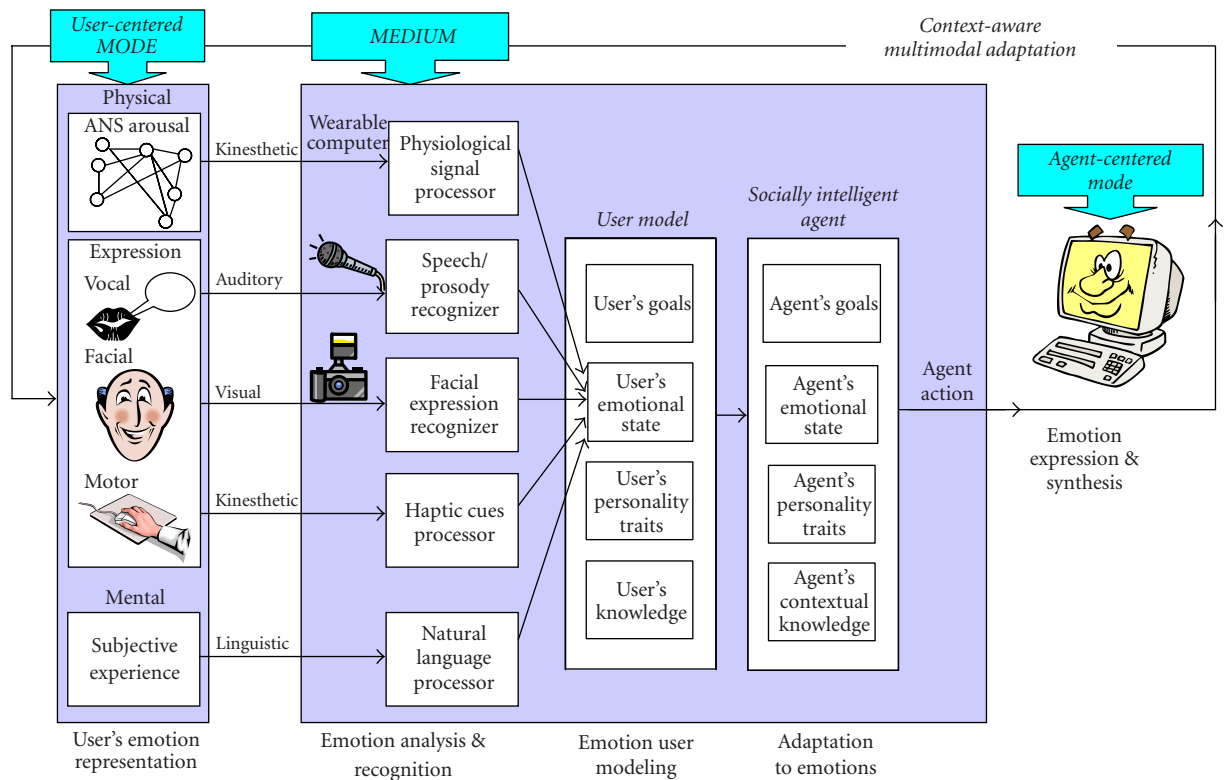 User-centered
MODE
MEDIUM
Context-aware
multimodal adaptation
Physical
ANS arousal
Kinesthetic
Wearable
computer
Physiological
signal
processor
Expression
Vocal
Auditory
Speech/
prosody
recognizer
Facial
Visual
Facial
expression
recognizer
Motor
Kinesthetic
Haptic cues
processor
Mental
Subjective
experience
Linguistic
Natural
language
processor
User model
User's goals
User's
emotional
state
User's
personality
traits
User's
knowledge
Socially intelligent
agent
Agent's goals
Agent's
emotional
state
Agent's
personality
traits
Agent's
contextual
knowledge
Agent
action
Agent-centered
mode
Emotion
expression &
synthesis
User's emotion
representation
Emotion analysis &
recognition
Emotion user
modeling
Adaptation
to emotions